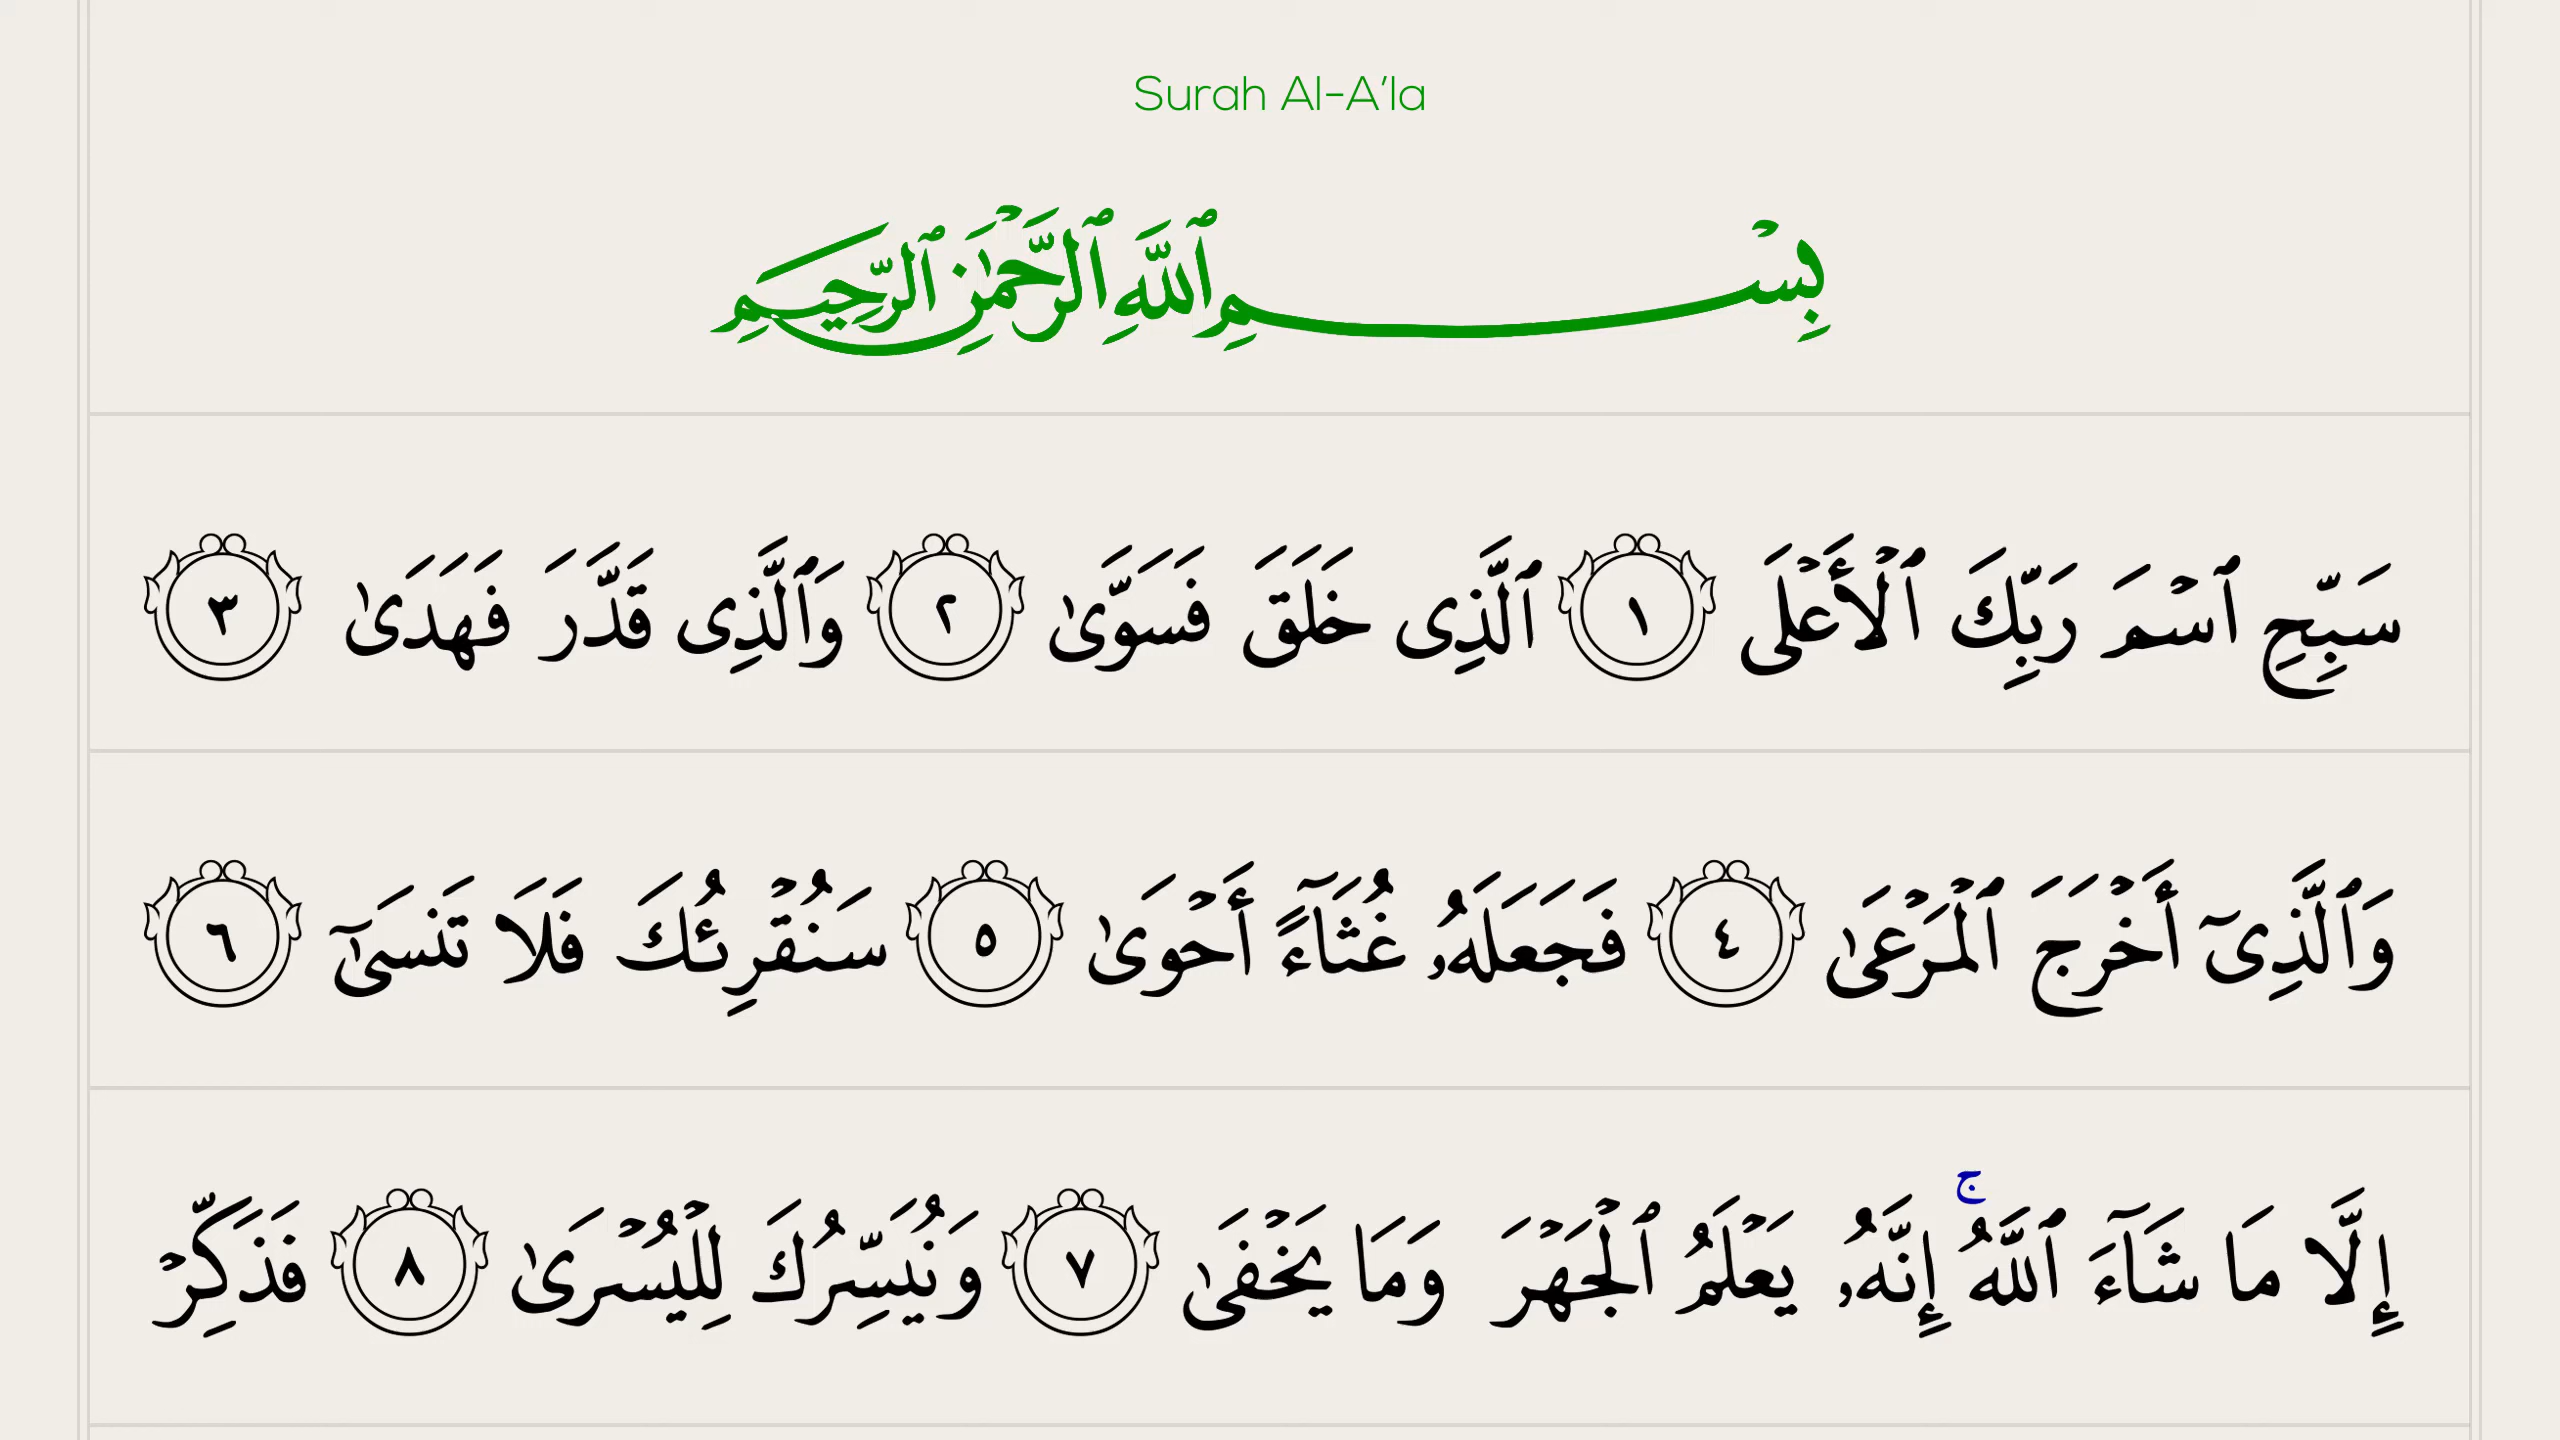 Surah Al-A'la
بِسْمِ ٱللَّهِ ٱلرَّحْمَٰنِ ٱلرَّحِيمِ
سَبِّحِ ٱسْمَ رَبِّكَ ٱلْأَعْلَى ١ ٱلَّذِى خَلَقَ فَسَوَّىٰ ٢ وَٱلَّذِى قَدَّرَ فَهَدَىٰ ٣
وَٱلَّذِىٓ أَخْرَجَ ٱلْمَرْعَىٰ ٤ فَجَعَلَهُۥ غُثَآءً أَحْوَىٰ ٥ سَنُقْرِئُكَ فَلَا تَنسَىٰٓ ٦
إِلَّا مَا شَآءَ ٱللَّهُ ۚ إِنَّهُۥ يَعْلَمُ ٱلْجَهْرَ وَمَا يَخْفَىٰ ٧ وَنُيَسِّرُكَ لِلْيُسْرَىٰ ٨ فَذَكِّرْ